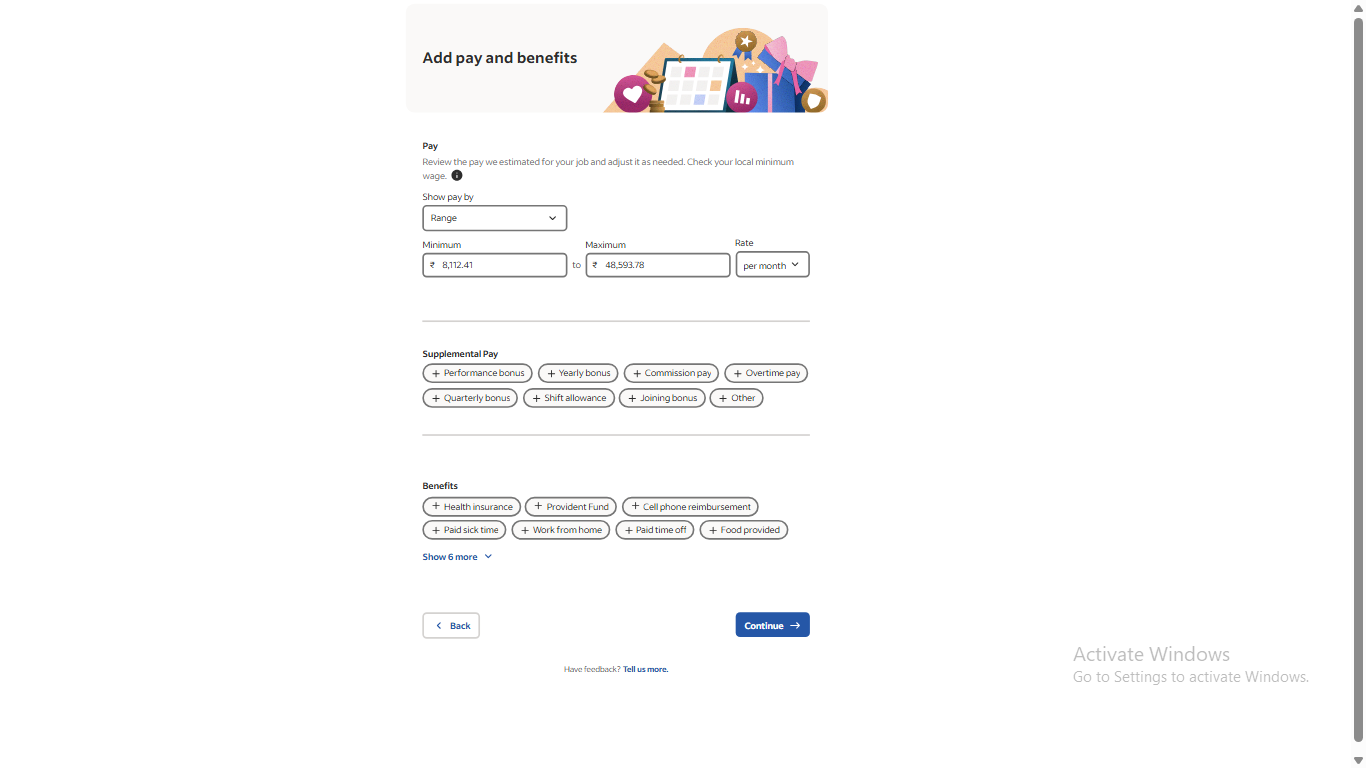 Add pay and benefits
Pay
Review the pay we estimated for your job and adjust it as needed. Check your local minimum
wage.
Show pay by
Range
Minimum
Maximum
Rate
₹ 8,112.41
to
₹ 48,593.78
per month
Supplemental Pay
+ Performance bonus
+ Yearly bonus
+ Commission pay
+ Overtime pay
+ Quarterly bonus
+ Shift allowance
+ Joining bonus
+ Other
Benefits
+ Health insurance
+ Provident Fund
+ Cell phone reimbursement
+ Paid sick time
+ Work from home
+ Paid time off
+ Food provided
Show 6 more
Back
Continue
Have feedback? Tell us more.
Activate Windows
Go to Settings to activate Windows.